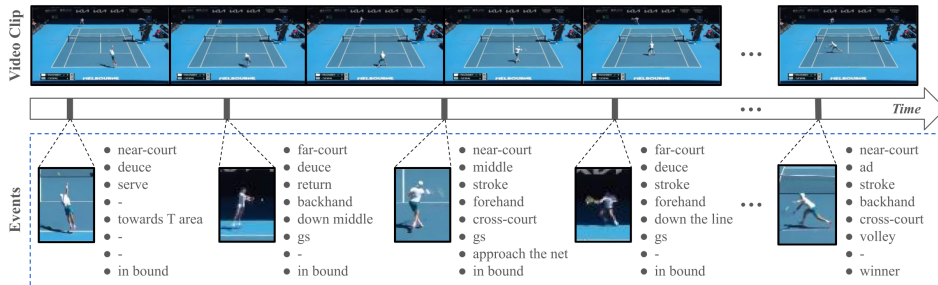 Video Clip
MELBOURNE
MELBOURNE
MELBOURNE
MELBOURNE
MELBOURNE
MELBOURNE
...
...
Time
Events
near-court
deuce
serve
-
towards T area
-
-
in bound
far-court
deuce
return
backhand
down middle
gs
-
in bound
near-court
middle
stroke
forehand
cross-court
gs
approach the net
in bound
far-court
deuce
stroke
forehand
down the line
gs
-
in bound
...
near-court
ad
stroke
backhand
cross-court
volley
-
winner